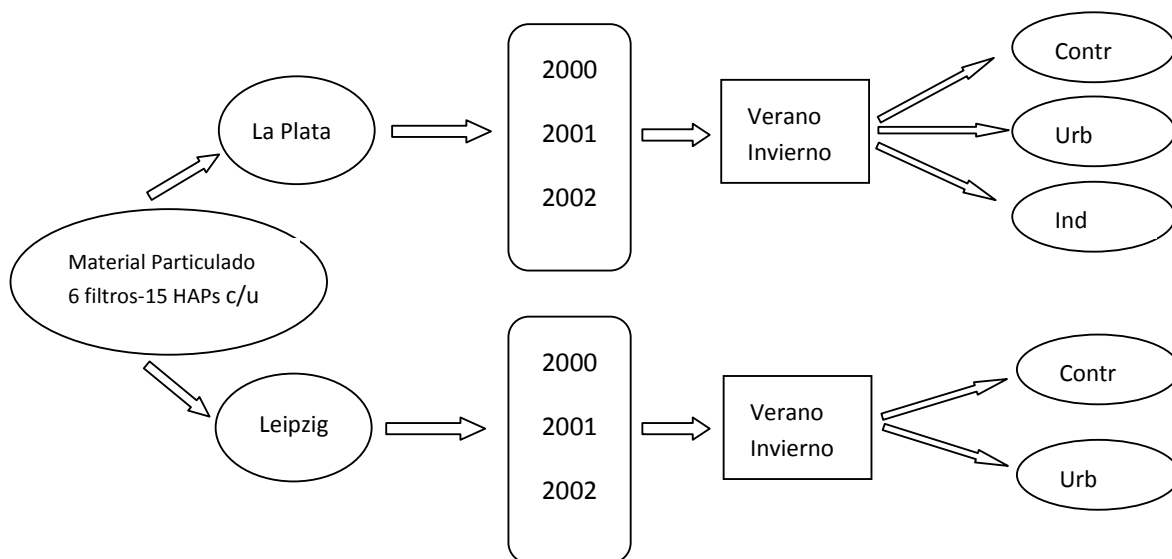 Material Particulado
6 filtros-15 HAPs c/u
La Plata
2000
2001
2002
Verano
Invierno
Contr
Urb
Ind
Leipzig
2000
2001
2002
Verano
Invierno
Contr
Urb